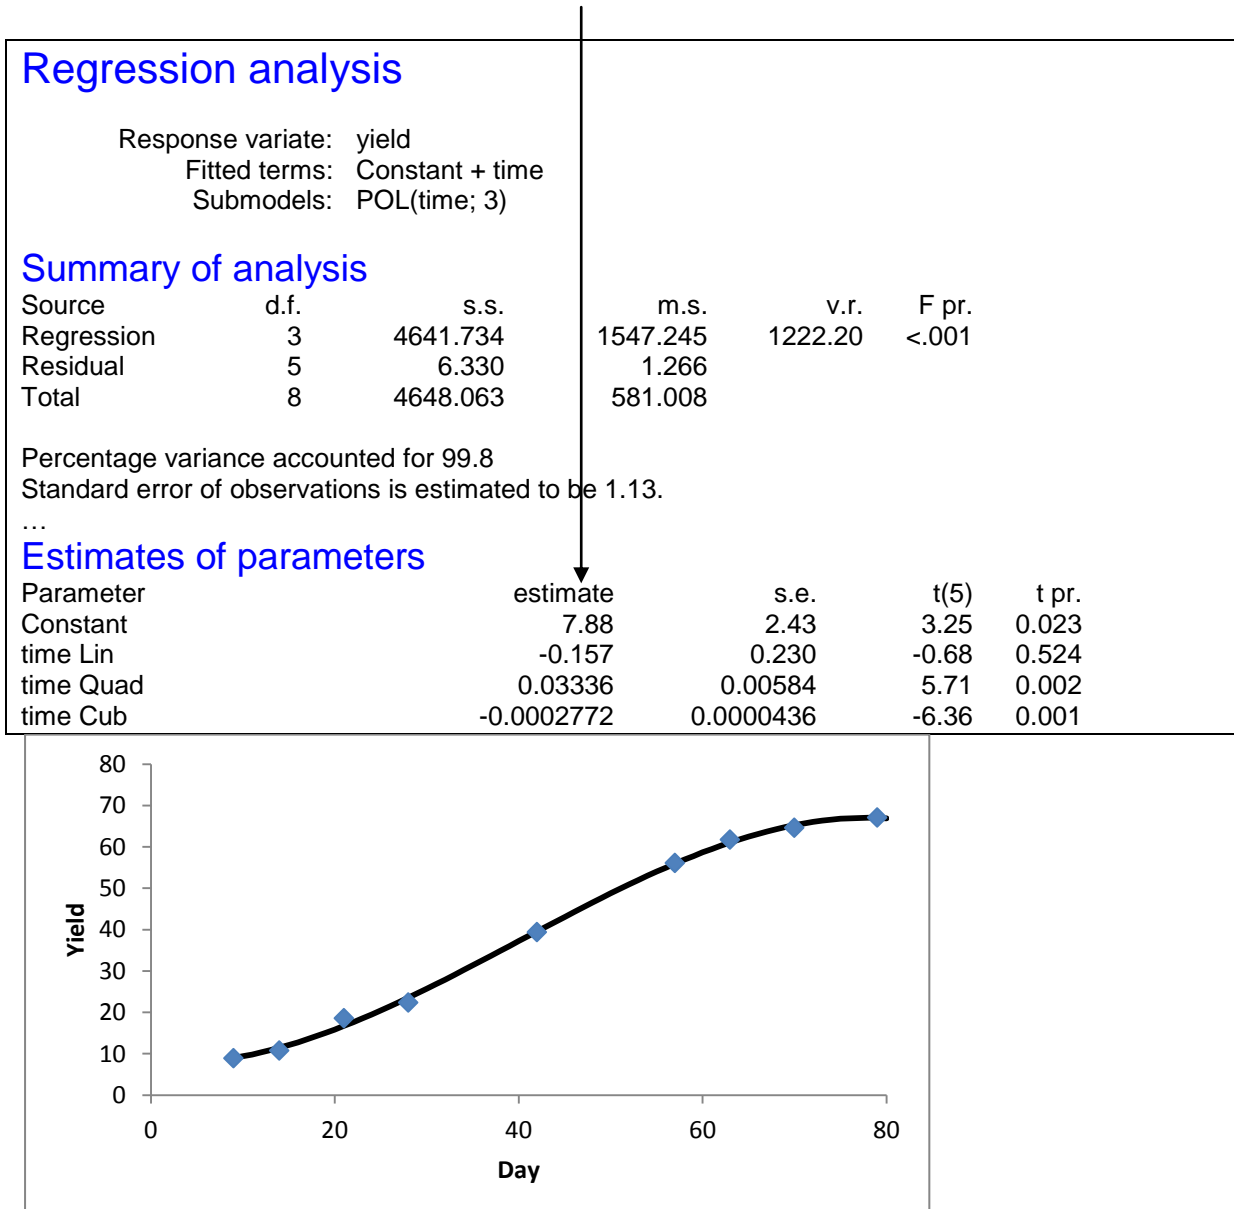 Regression analysis
Response variate: yield
Fitted terms: Constant + time
Submodels: POL(time; 3)
Summary of analysis
Source d.f. s.s. m.s. v.r. F pr.
Regression 3 4641.734 1547.245 1222.20 <.001
Residual 5 6.330 1.266
Total 8 4648.063 581.008
Percentage variance accounted for 99.8
Standard error of observations is estimated to be 1.13.
…
Estimates of parameters
Parameter estimate s.e. t(5) t pr.
Constant 7.88 2.43 3.25 0.023
time Lin -0.157 0.230 -0.68 0.524
time Quad 0.03336 0.00584 5.71 0.002
time Cub -0.0002772 0.0000436 -6.36 0.001
80
70
60
50
40
30
20
10
0
Yield
0 20 40 60 80
Day